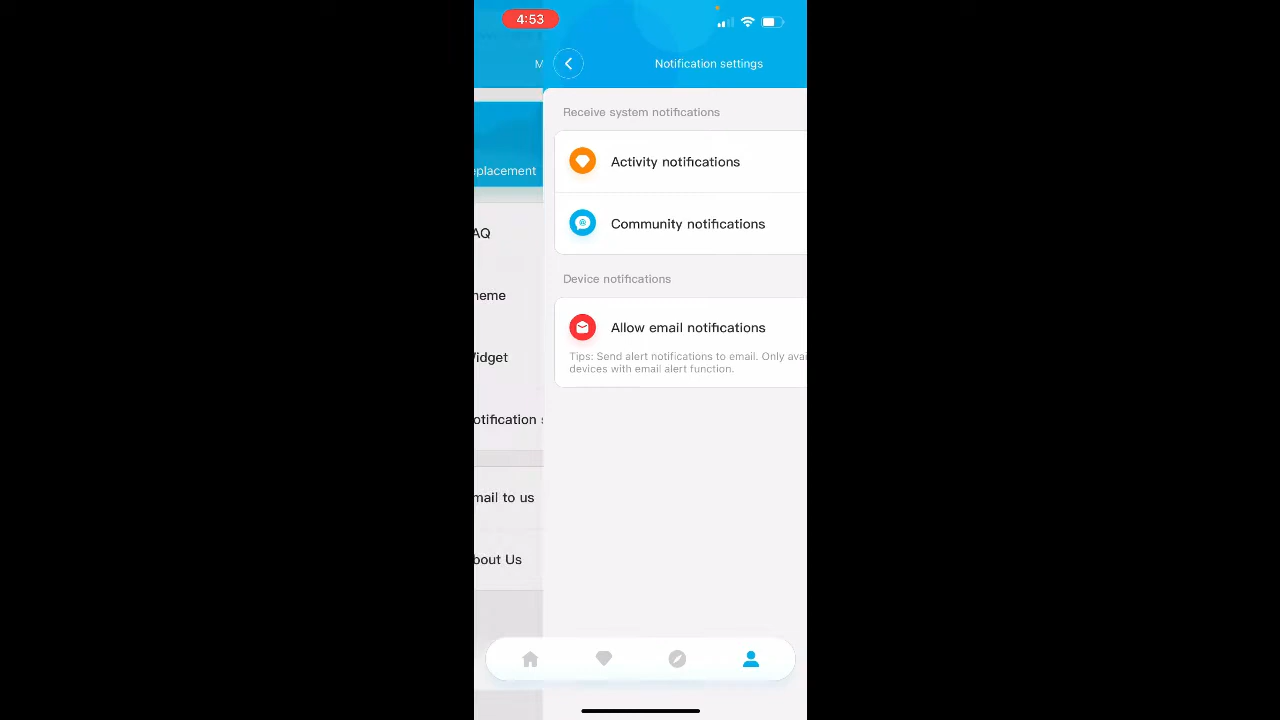 4:53
M
Notification settings
Receive system notifications
Activity notifications
eplacement
Community notifications
AQ
Device notifications
heme
Allow email notifications
Tips: Send alert notifications to email. Only avai
devices with email alert function.
idget
otification s
mail to us
bout Us